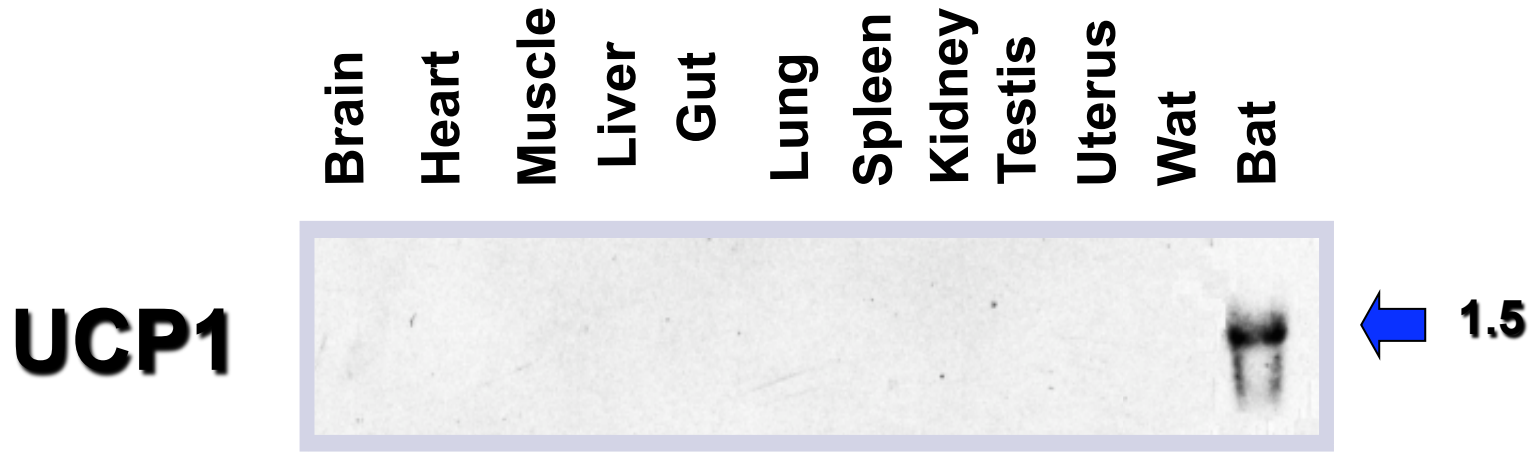 Brain
Heart
Muscle
Liver
Gut
Lung
Spleen
Kidney
Testis
Uterus
Wat
Bat
UCP1
1.5